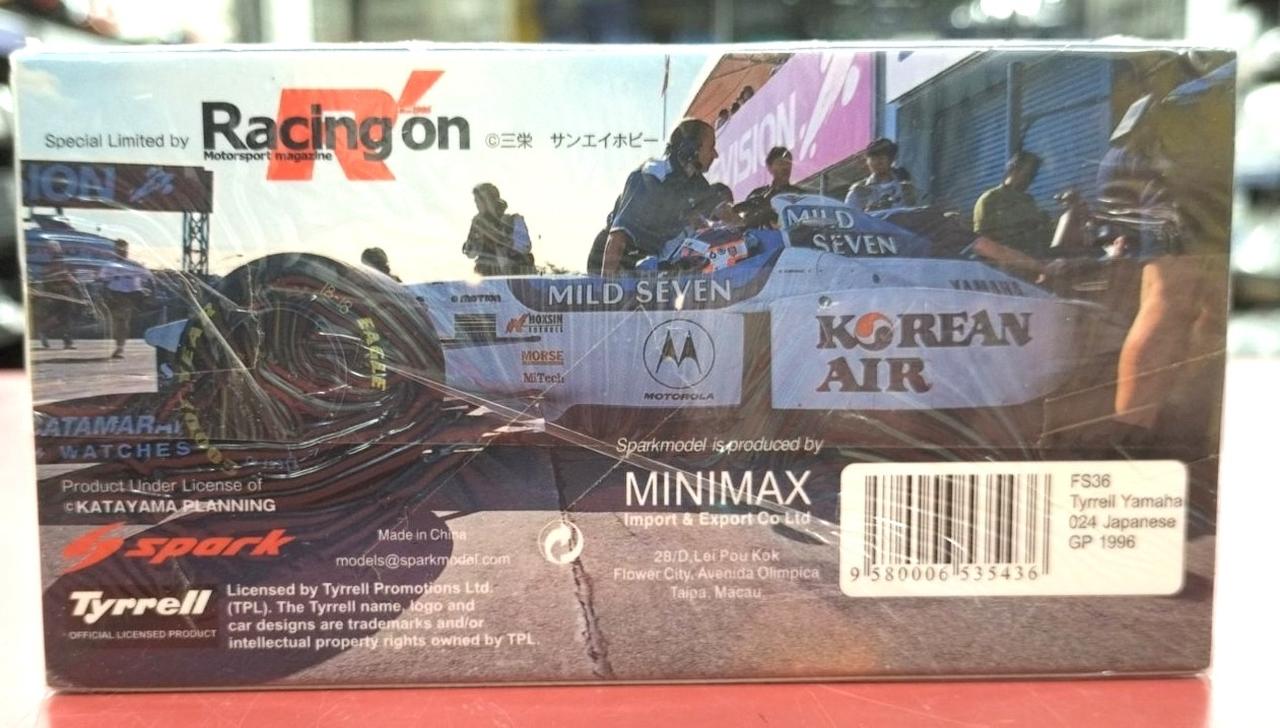 Special Limited by
Racing on
Motorsport magazine
©三栄 サンエイホビー
ION
VISION
MILD
SEVEN
MILD SEVEN
YAMAHA
HOXSIN
MORSE
MiTech
MOTOROLA
KOREAN
AIR
EAGLE
WATCHES
Sparkmodel is produced by
MINIMAX
Import & Export Co Ltd
28/D,Lei Pou Kok
Flower City, Avenida Olimpica
Taipa, Macau
Product Under License of
©KATAYAMA PLANNING
spark
Made in China
models@sparkmodel.com
Tyrrell
OFFICIAL LICENSED PRODUCT
Licensed by Tyrrell Promotions Ltd.
(TPL). The Tyrrell name, logo and
car designs are trademarks and/or
intellectual property rights owned by TPL.
FS36
Tyrrell Yamaha
024 Japanese
GP 1996
9 580006 535436